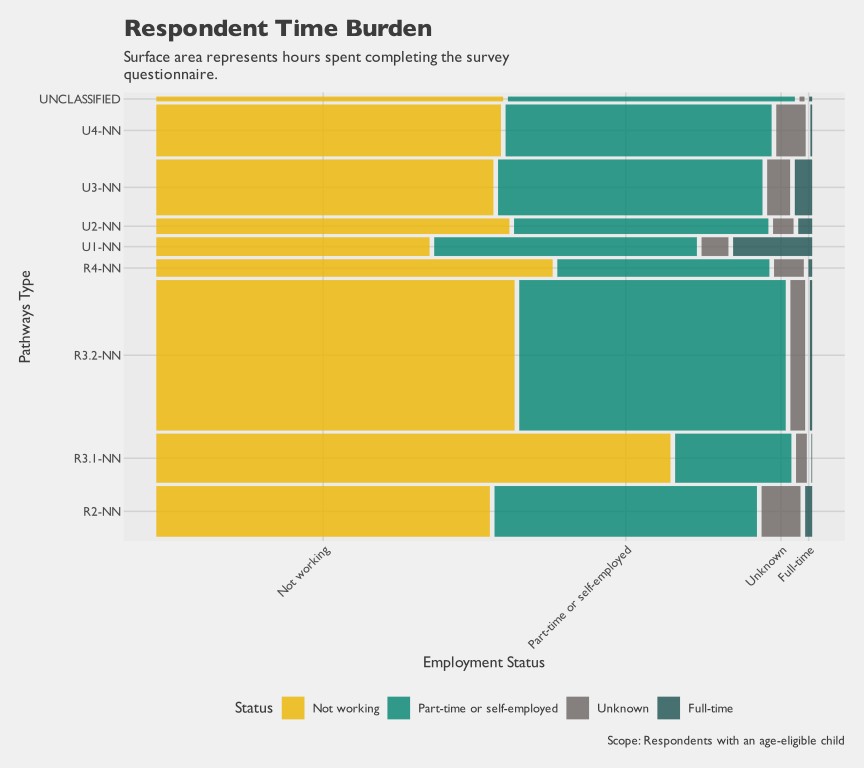 Respondent Time Burden
Surface area represents hours spent completing the survey
questionnaire.
UNCLASSIFIED
U4-NN
U3-NN
U2-NN
U1-NN
R4-NN
R3.2-NN
R3.1-NN
R2-NN
Pathways Type
Not working
Part-time or self-employed
Unknown
Full-time
Employment Status
Status Not working Part-time or self-employed Unknown Full-time
Scope: Respondents with an age-eligible child